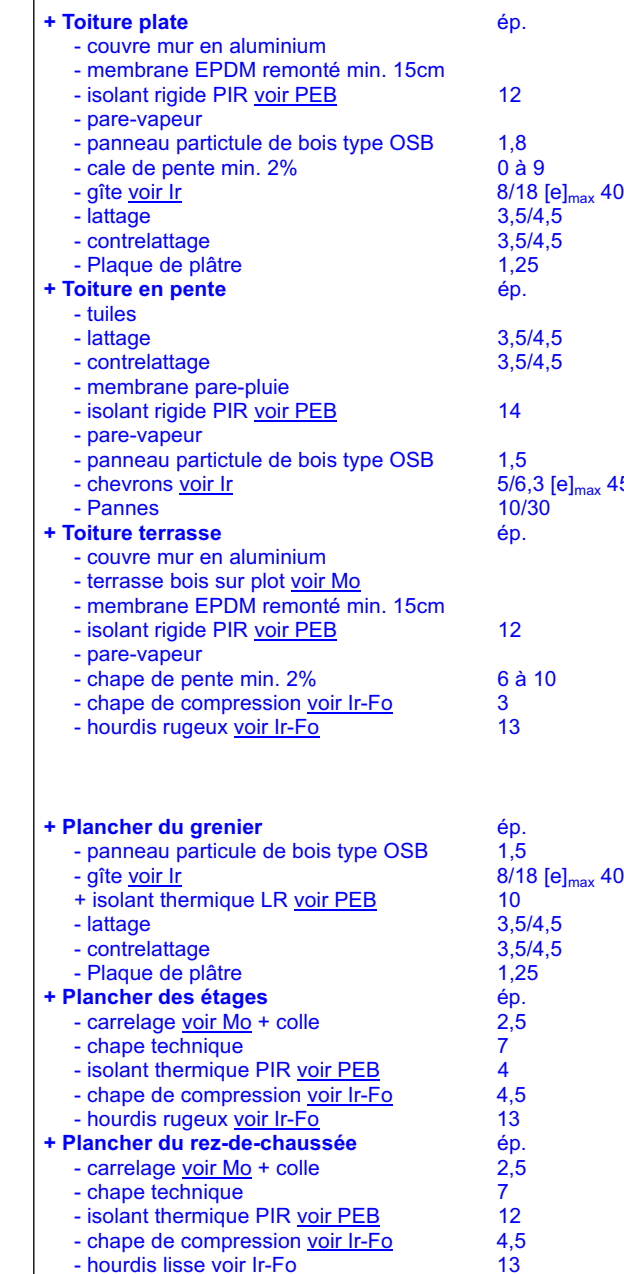 + Toiture plate ép.
- couvre mur en aluminium
- membrane EPDM remonté min. 15cm
- isolant rigide PIR voir PEB 12
- pare-vapeur
- panneau partictule de bois type OSB 1,8
- cale de pente min. 2% 0 à 9
- gîte voir Ir 8/18 [e]max 40
- lattage 3,5/4,5
- contrelattage 3,5/4,5
- Plaque de plâtre 1,25
+ Toiture en pente ép.
- tuiles
- lattage 3,5/4,5
- contrelattage 3,5/4,5
- membrane pare-pluie
- isolant rigide PIR voir PEB 14
- pare-vapeur
- panneau partictule de bois type OSB 1,5
- chevrons voir Ir 5/6,3 [e]max 45
- Pannes 10/30
+ Toiture terrasse ép.
- couvre mur en aluminium
- terrasse bois sur plot voir Mo
- membrane EPDM remonté min. 15cm
- isolant rigide PIR voir PEB 12
- pare-vapeur
- chape de pente min. 2% 6 à 10
- chape de compression voir Ir-Fo 3
- hourdis rugeux voir Ir-Fo 13
+ Plancher du grenier ép.
- panneau particule de bois type OSB 1,5
- gîte voir Ir 8/18 [e]max 40
+ isolant thermique LR voir PEB 10
- lattage 3,5/4,5
- contrelattage 3,5/4,5
- Plaque de plâtre 1,25
+ Plancher des étages ép.
- carrelage voir Mo + colle 2,5
- chape technique 7
- isolant thermique PIR voir PEB 4
- chape de compression voir Ir-Fo 4,5
- hourdis rugeux voir Ir-Fo 13
+ Plancher du rez-de-chaussée ép.
- carrelage voir Mo + colle 2,5
- chape technique 7
- isolant thermique PIR voir PEB 12
- chape de compression voir Ir-Fo 4,5
- hourdis lisse voir Ir-Fo 13